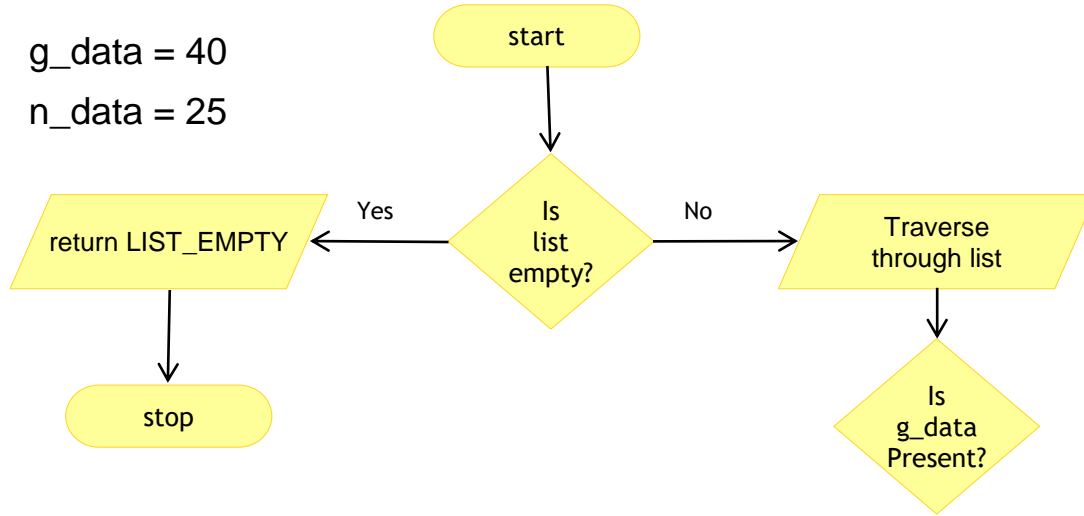 g_data = 40
n_data = 25
start
Is
list
empty?
Yes
No
return LIST_EMPTY
Traverse
through list
stop
Is
g_data
Present?